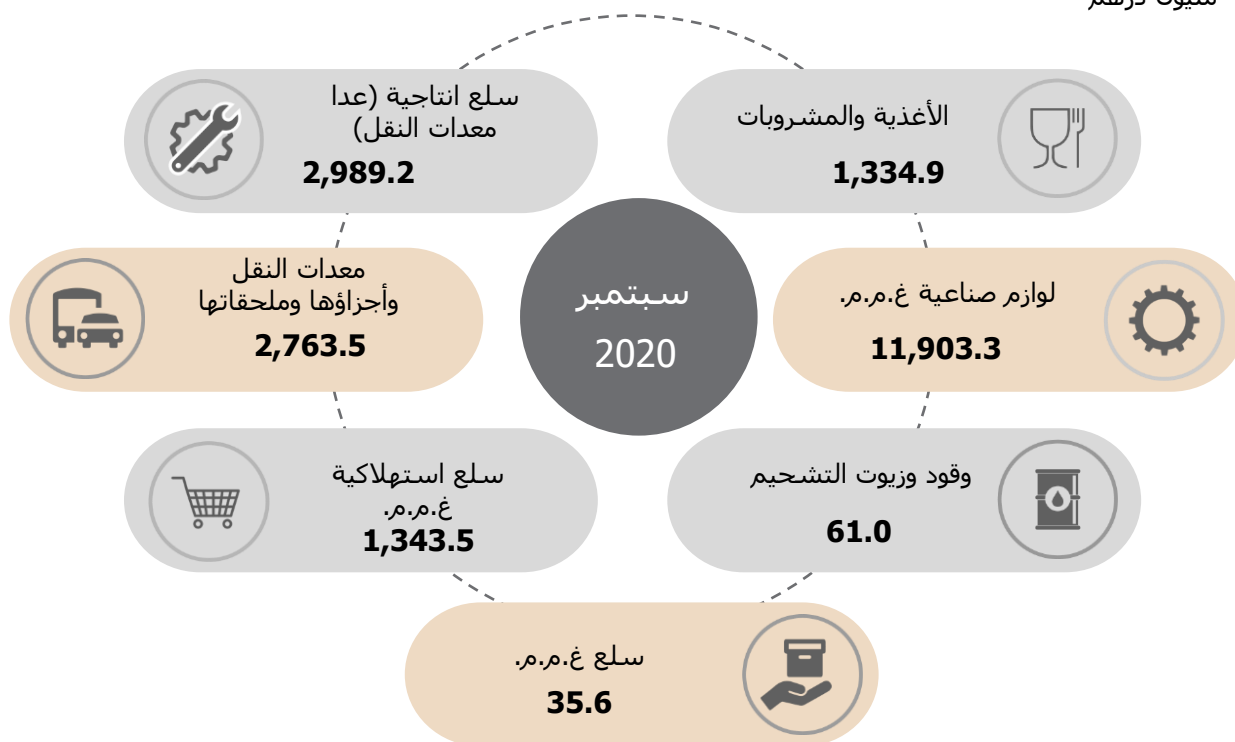 مليون درهم
الأغذية والمشروبات
1,334.9
سلع انتاجية (عدا
معدات النقل)
2,989.2
لوازم صناعية غ.م.م.
11,903.3
سبتمبر
2020
معدات النقل
وأجزاؤها وملحقاتها
2,763.5
وقود وزيوت التشحيم
61.0
سلع استهلاكية
غ.م.م.
1,343.5
سلع غ.م.م.
35.6